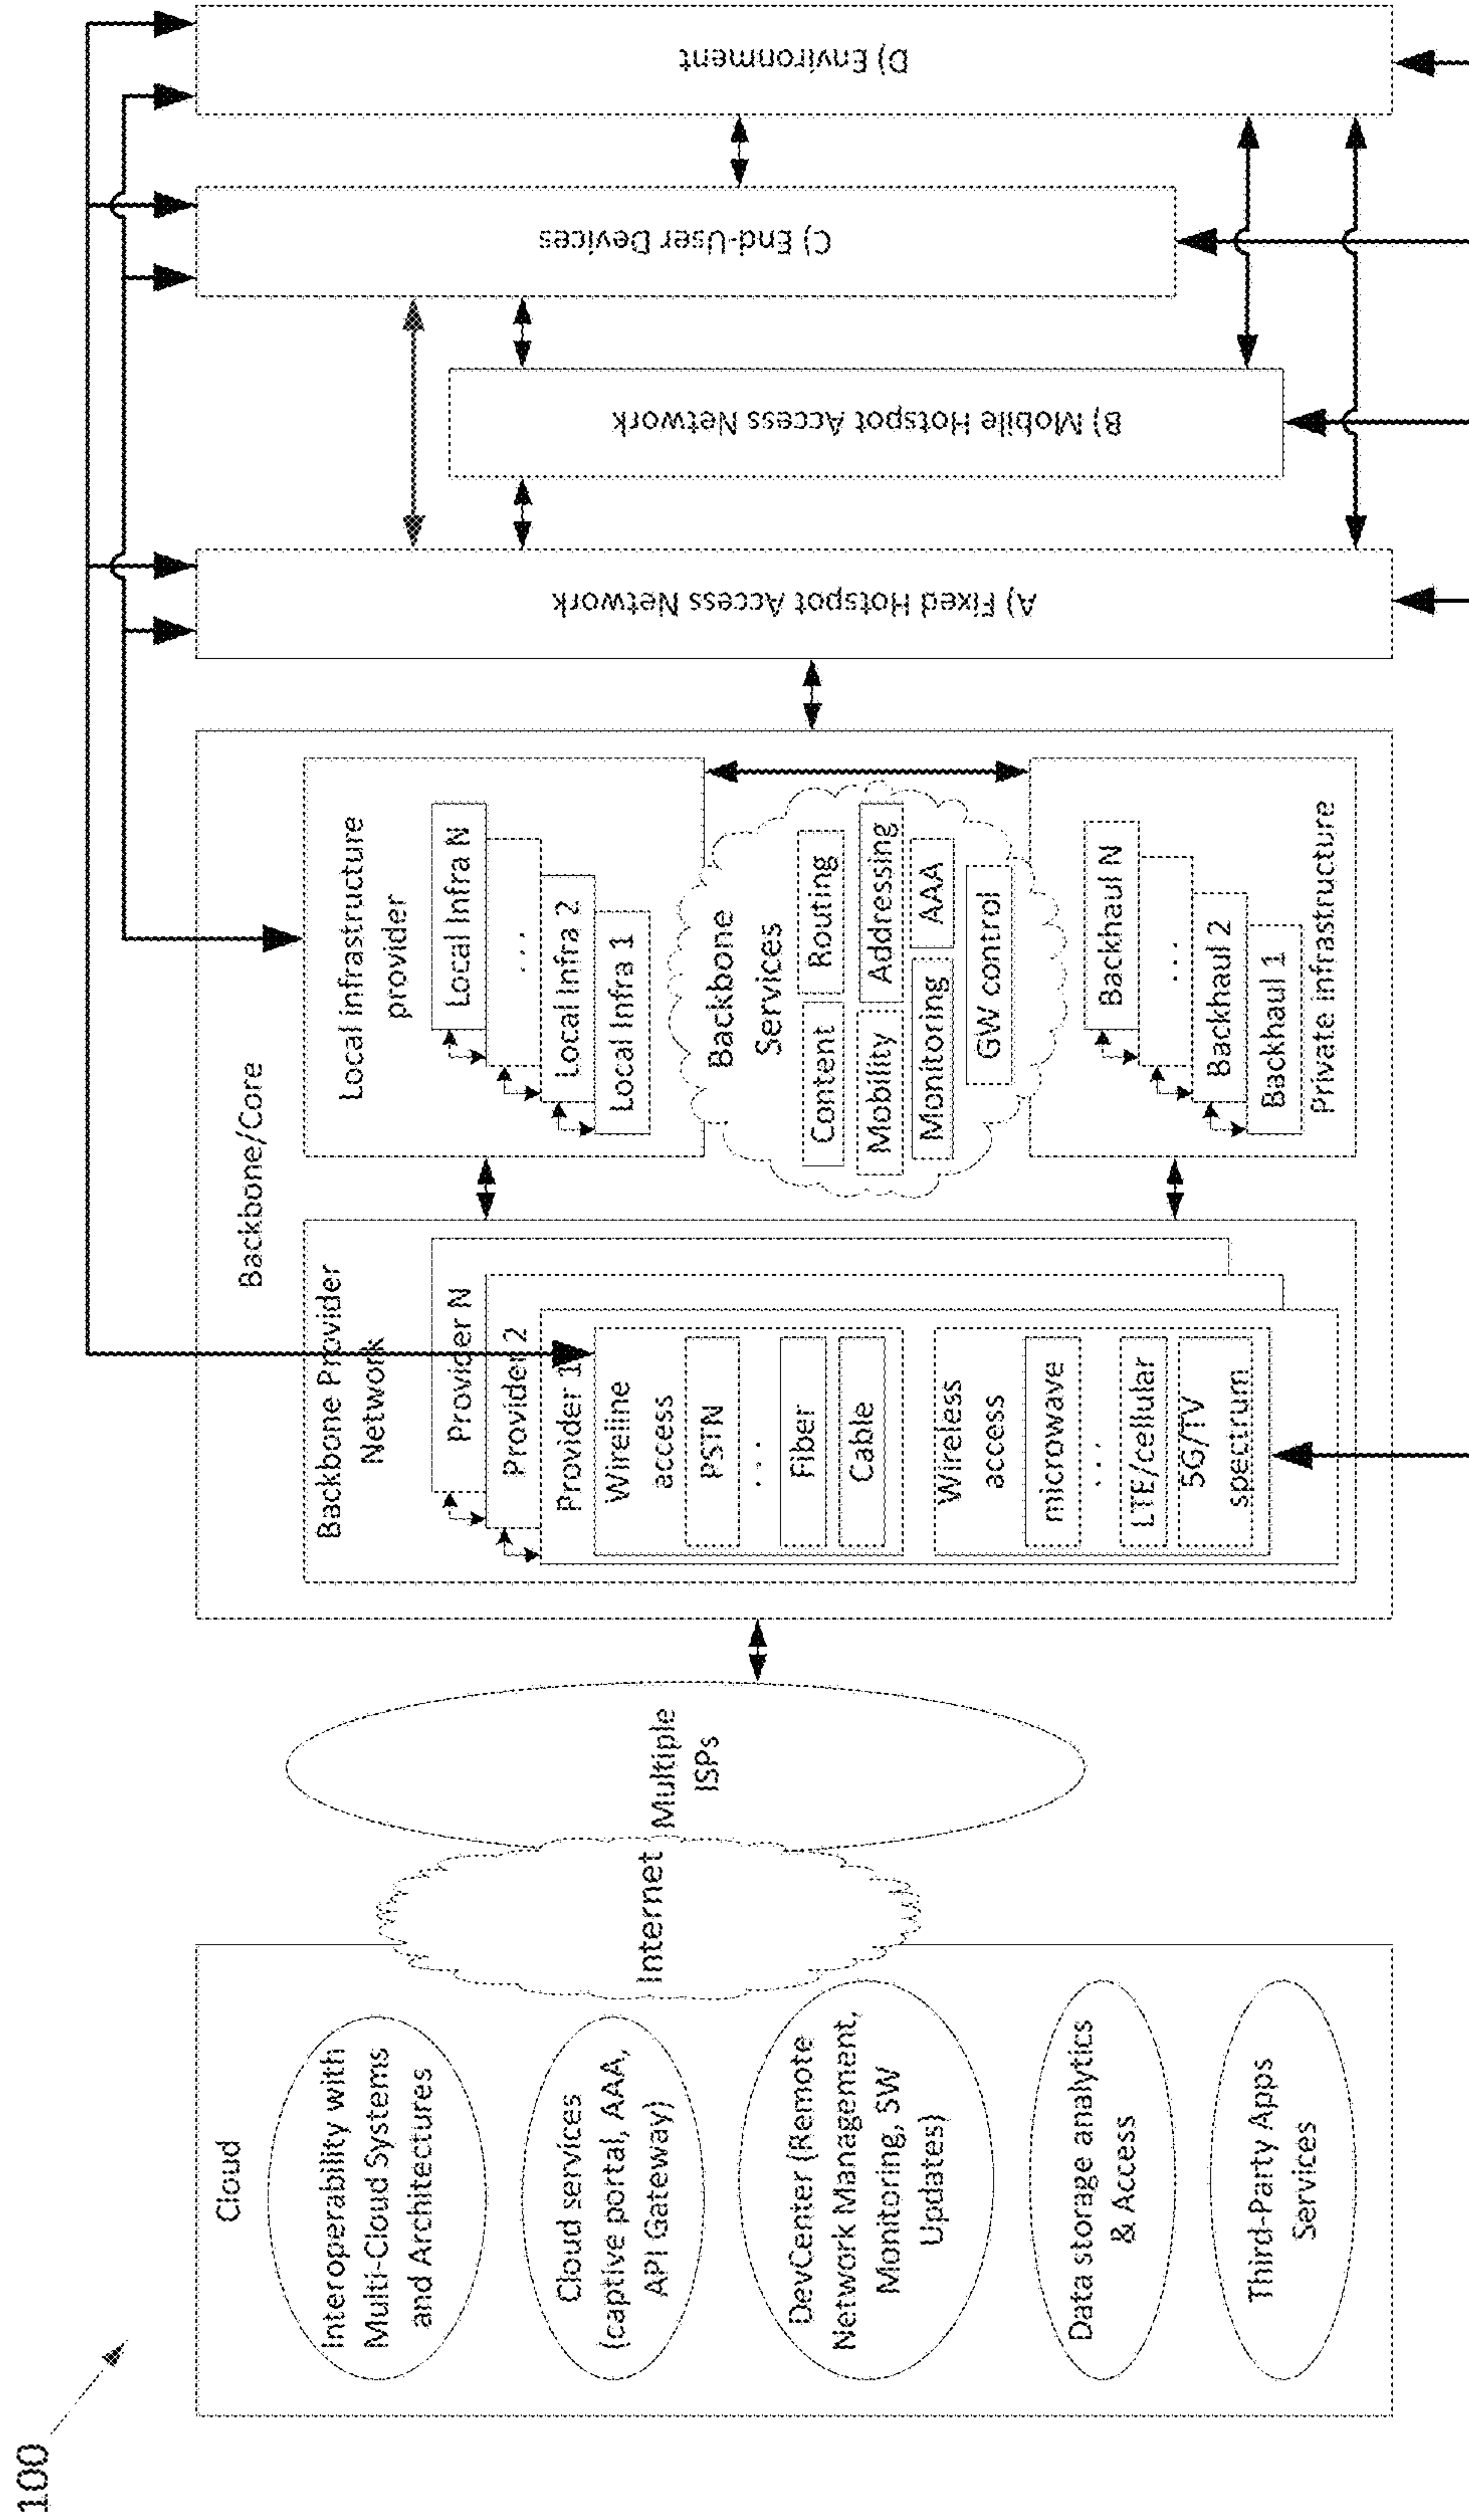 100
Cloud
Interoperability with
Multi-Cloud Systems
and Architectures
Cloud services
(captive portal, AAA,
API Gateway)
DevCenter (Remote
Network Management,
Monitoring, SW
Updates)
Data storage analytics
& Access
Third-Party Apps
Services
Internet
Multiple
ISPs
Backbone/Core
Backbone Provider
Network
Provider N
Provider 2
Provider 1
Wireline
access
PSTN
...
Fiber
Cable
Wireless
access
microwave
...
LTE/cellular
5G/TV
spectrum
Local infrastructure
provider
Local Infra N
...
Local Infra 2
Local Infra 1
Backbone
Services
Content
Routing
Mobility
Addressing
Monitoring
AAA
GW control
Backhaul N
...
Backhaul 2
Backhaul 1
Private infrastructure
A) Fixed Hotspot Access Network
B) Mobile Hotspot Access Network
C) End-User Devices
D) Environment